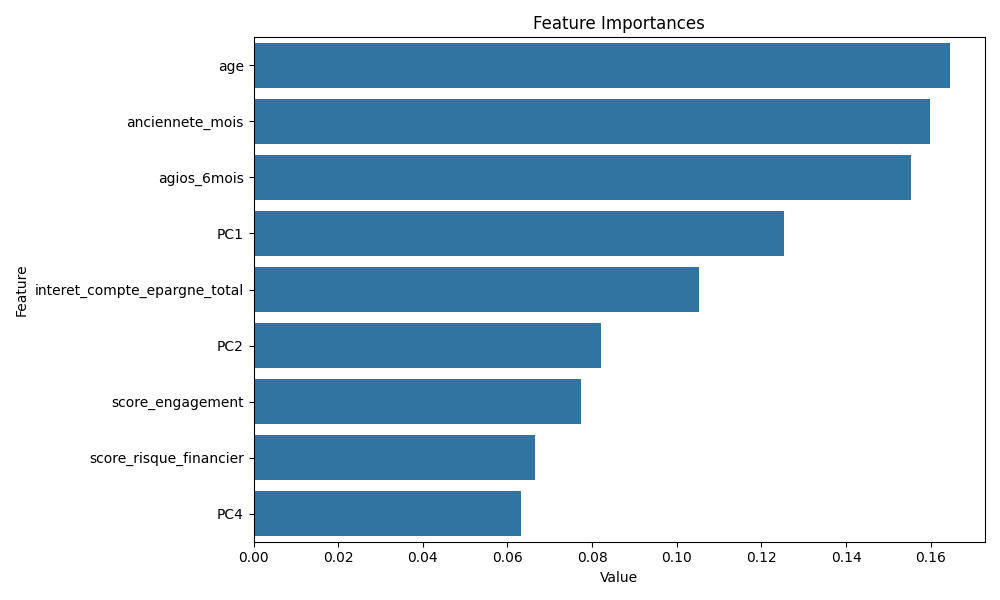 Feature Importances
Feature
age
anciennete_mois
agios_6mois
PC1
interet_compte_epargne_total
PC2
score_engagement
score_risque_financier
PC4
0.00 0.02 0.04 0.06 0.08 0.10 0.12 0.14 0.16
Value